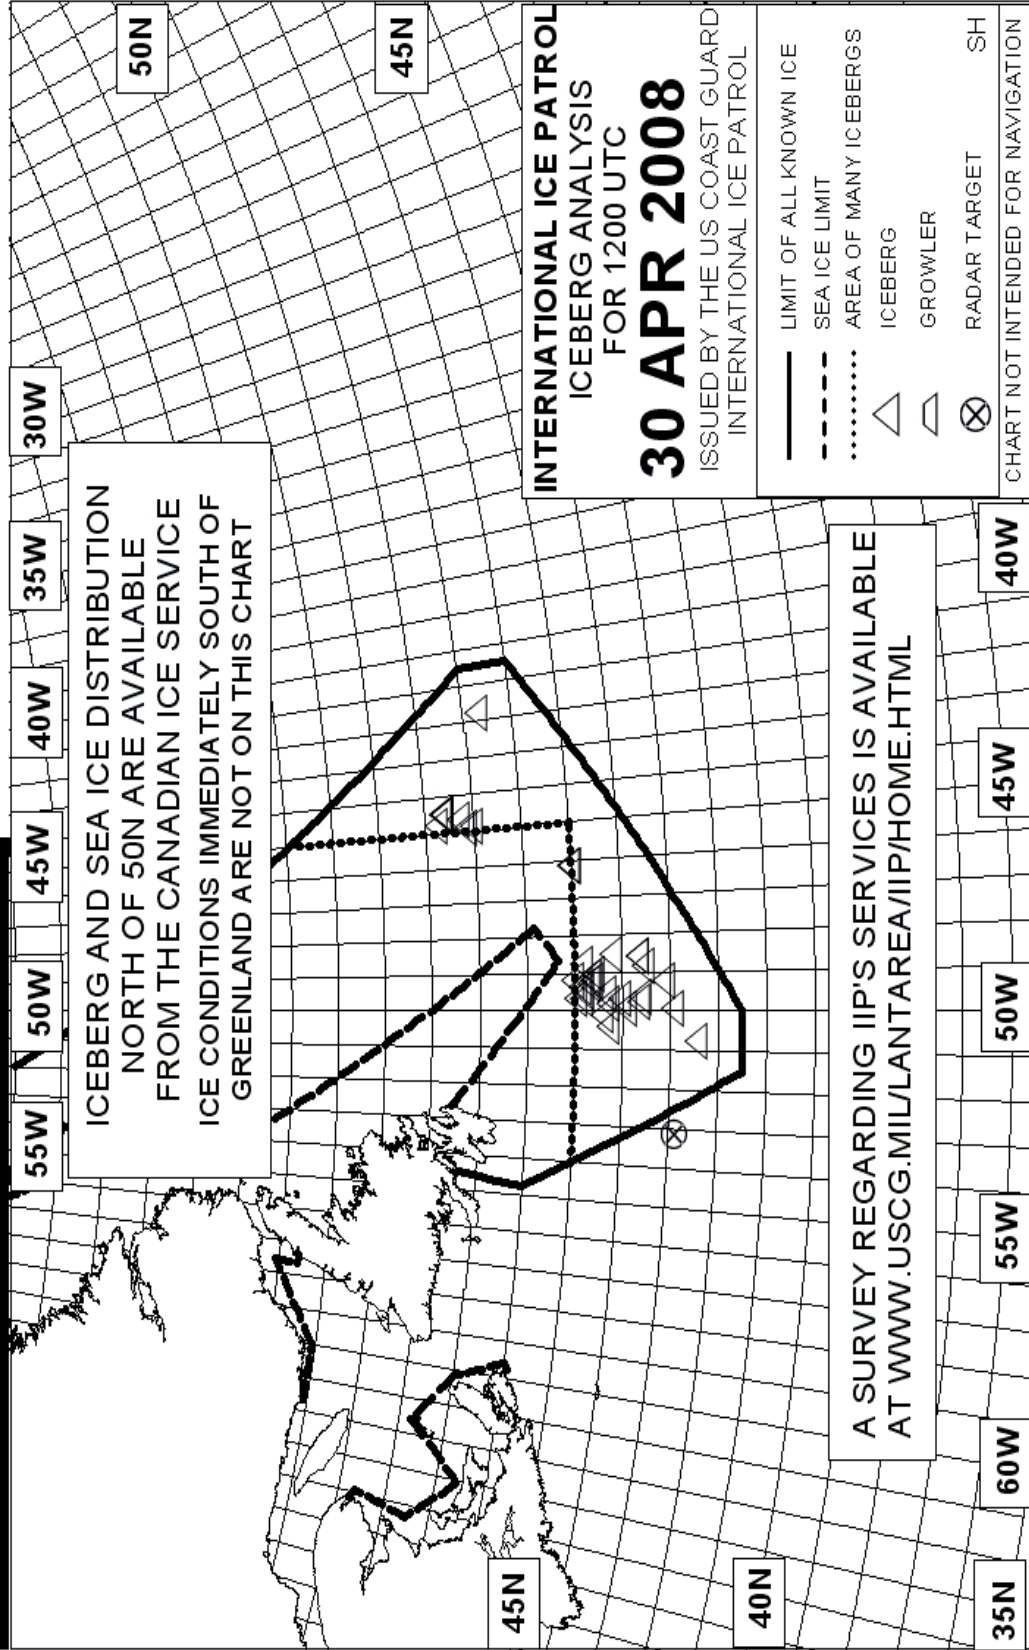 55W
50W
45W
40W
35W
30W
50N
45N
ICEBERG AND SEA ICE DISTRIBUTION
NORTH OF 50N ARE AVAILABLE
FROM THE CANADIAN ICE SERVICE
ICE CONDITIONS IMMEDIATELY SOUTH OF
GREENLAND ARE NOT ON THIS CHART
INTERNATIONAL ICE PATROL
ICEBERG ANALYSIS
FOR 1200 UTC
30 APR 2008
ISSUED BY THE US COAST GUARD
INTERNATIONAL ICE PATROL
LIMIT OF ALL KNOWN ICE
SEA ICE LIMIT
AREA OF MANY ICEBERGS
ICEBERG
GROWLER
RADAR TARGET SH
CHART NOT INTENDED FOR NAVIGATION
A SURVEY REGARDING IIP'S SERVICES IS AVAILABLE
AT WWW.USCG.MIL/LANTAREA/IIP/HOME.HTML
45N
40N
35N
60W
55W
50W
45W
40W